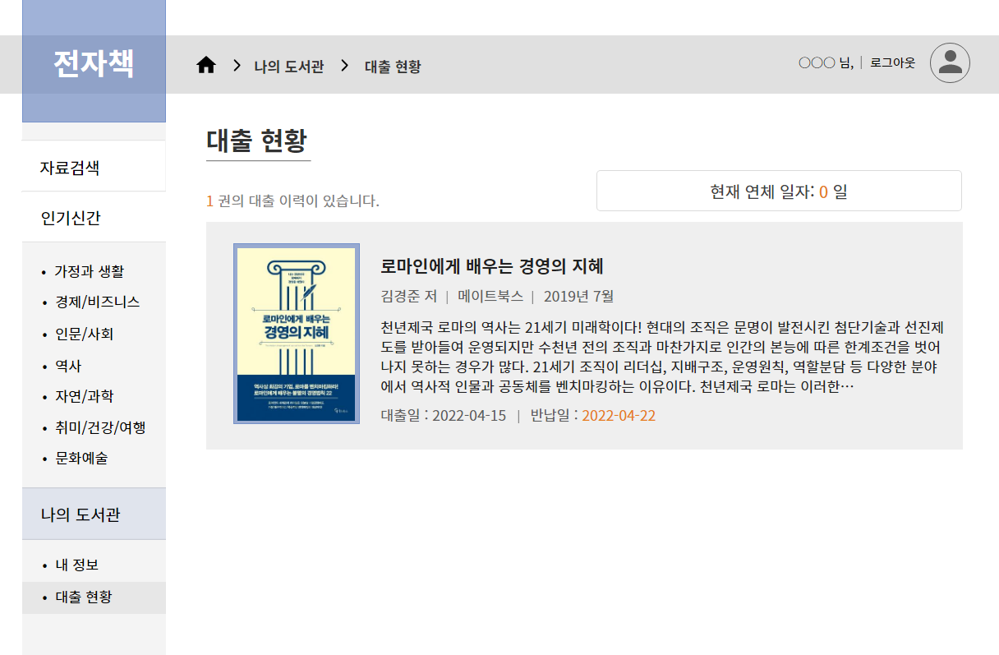 전자책
나의 도서관
대출 현황
○○○ 님, | 로그아웃
자료검색
인기신간
• 가정과 생활
• 경제/비즈니스
• 인문/사회
• 역사
• 자연/과학
• 취미/건강/여행
• 문화예술
나의 도서관
• 내 정보
• 대출 현황
대출 현황
1 권의 대출 이력이 있습니다.
현재 연체 일자: 0 일
로마인에게 배우는
경영의 지혜
역사상 최강의 기업, 로마를 벤치마킹하라!
로마인에게 배우는 불멸의 경영법칙 22
로마인에게 배우는 경영의 지혜
김경준 저 | 메이트북스 | 2019년 7월
천년제국 로마의 역사는 21세기 미래학이다! 현대의 조직은 문명이 발전시킨 첨단기술과 선진제
도를 받아들여 운영되지만 수천년 전의 조직과 마찬가지로 인간의 본능에 따른 한계조건을 벗어
나지 못하는 경우가 많다. 21세기 조직이 리더십, 지배구조, 운영원칙, 역할분담 등 다양한 분야
에서 역사적 인물과 공동체를 벤치마킹하는 이유이다. 천년제국 로마는 이러한…
대출일 : 2022-04-15 | 반납일 : 2022-04-22